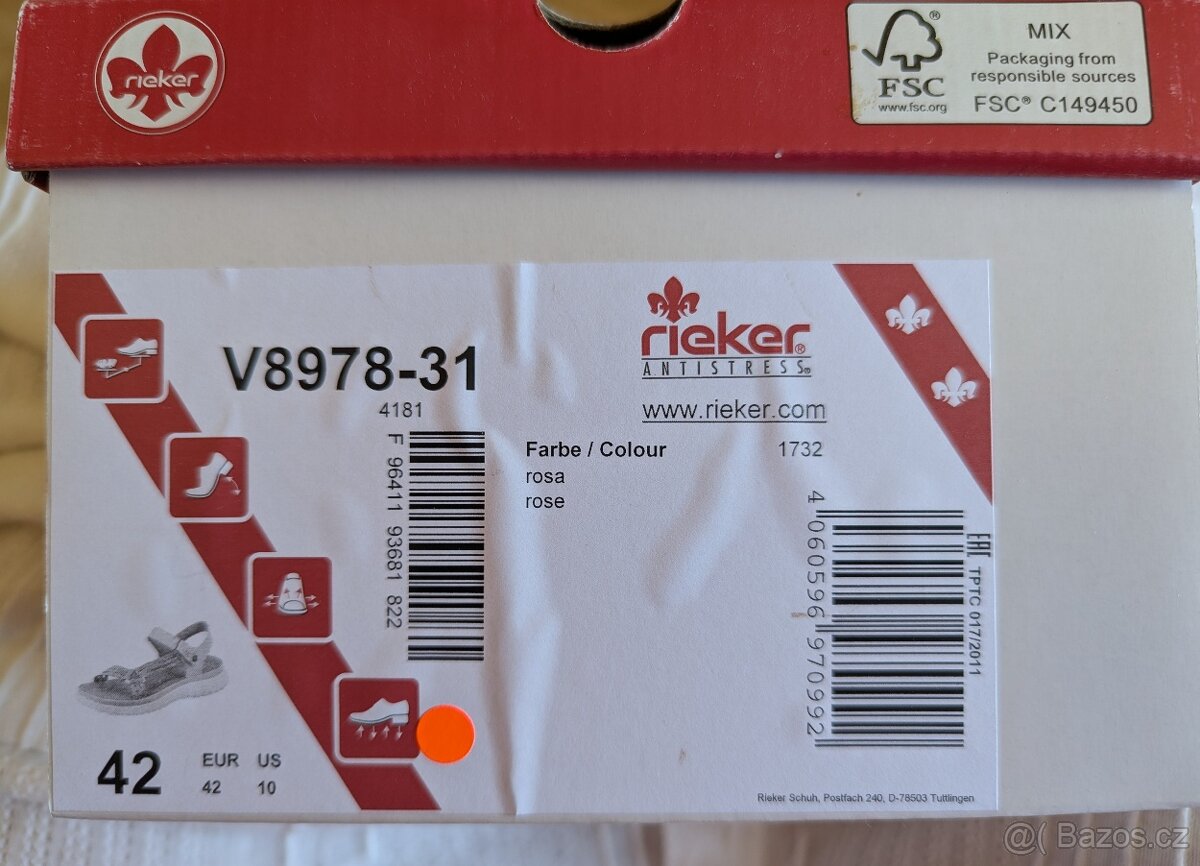 rieker
FSC®
www.fsc.org
MIX
Packaging from
responsible sources
FSC® C149450
V8978-31
4181
F 96411 93681 822
rieker®
ANTISTRESS®
www.rieker.com
Farbe / Colour 1732
rosa
rose
4 060596 970992
EAC TPTC 017/2011
42
EUR US
42 10
Rieker Schuh, Postfach 240, D-78503 Tuttlingen
@( Bazos.cz